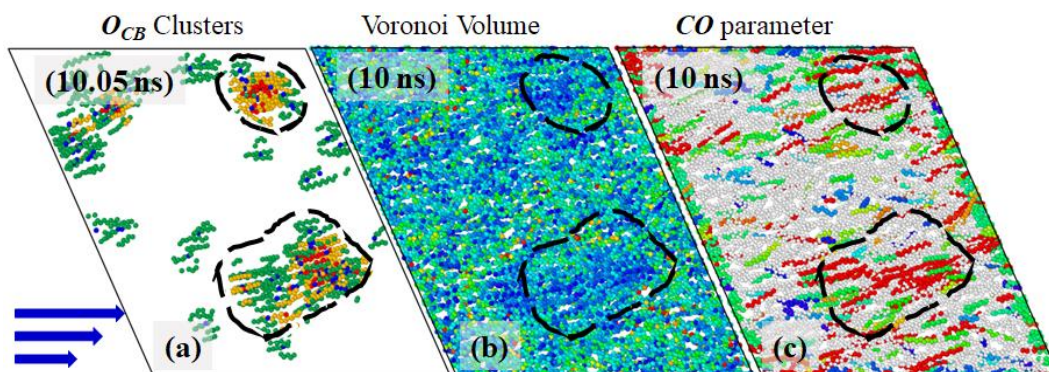 O_CB Clusters
Voronoi Volume
CO parameter
(10.05 ns)
(10 ns)
(10 ns)
(a)
(b)
(c)